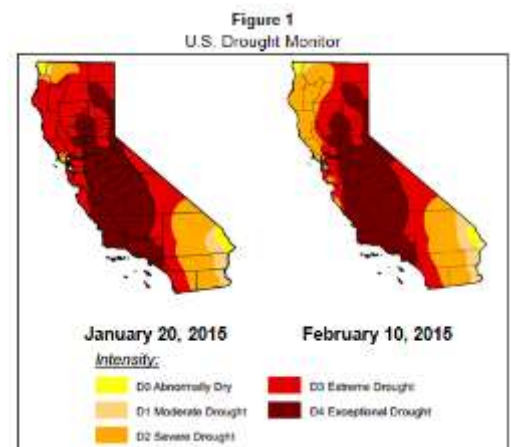 Figure 1
U.S. Drought Monitor
January 20, 2015
February 10, 2015
Intensity:
D0 Abnormally Dry
D3 Extreme Drought
D1 Moderate Drought
D4 Exceptional Drought
D2 Severe Drought